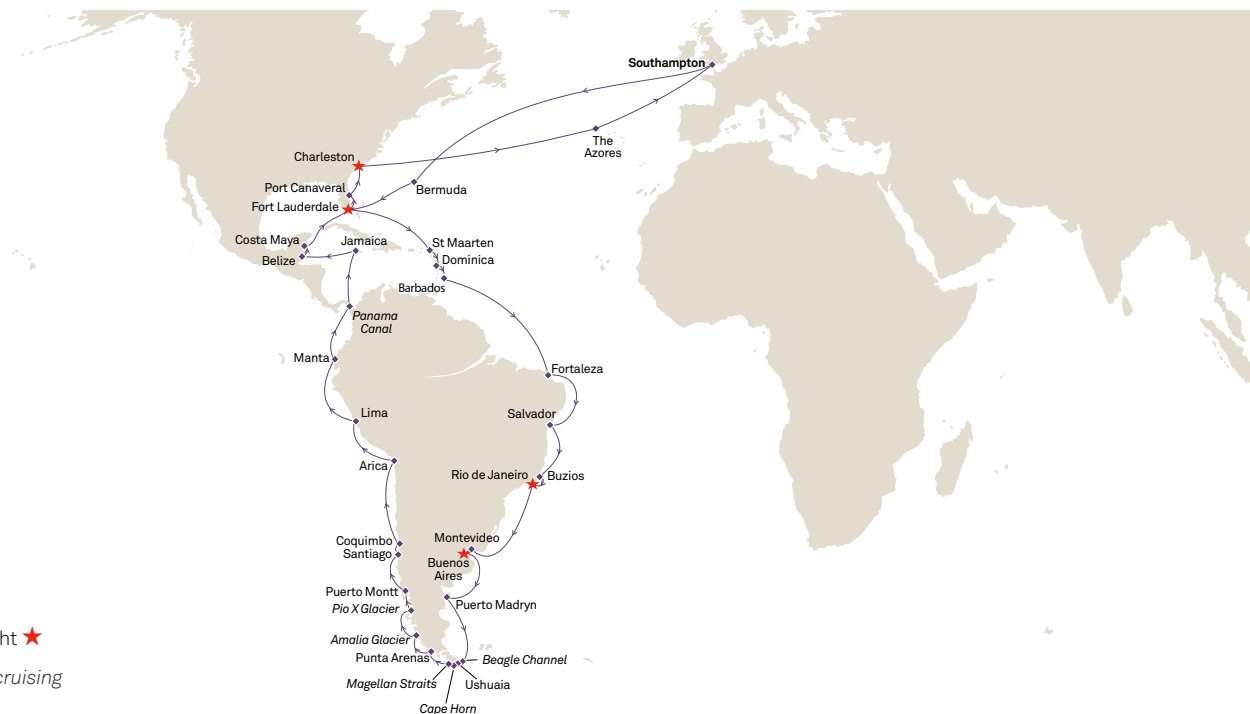 Southampton
The
Azores
Charleston
Port Canaveral
Bermuda
Fort Lauderdale
Costa Maya
Jamaica
St Maarten
Belize
Dominica
Barbados
Panama
Canal
Manta
Fortaleza
Lima
Salvador
Arica
Rio de Janeiro
Buzios
Coquimbo
Montevideo
Santiago
Buenos
Aires
Puerto Montt
Puerto Madryn
Pio X Glacier
ht
Amalia Glacier
Punta Arenas
Beagle Channel
cruising
Magellan Straits
Ushuaia
Cape Horn